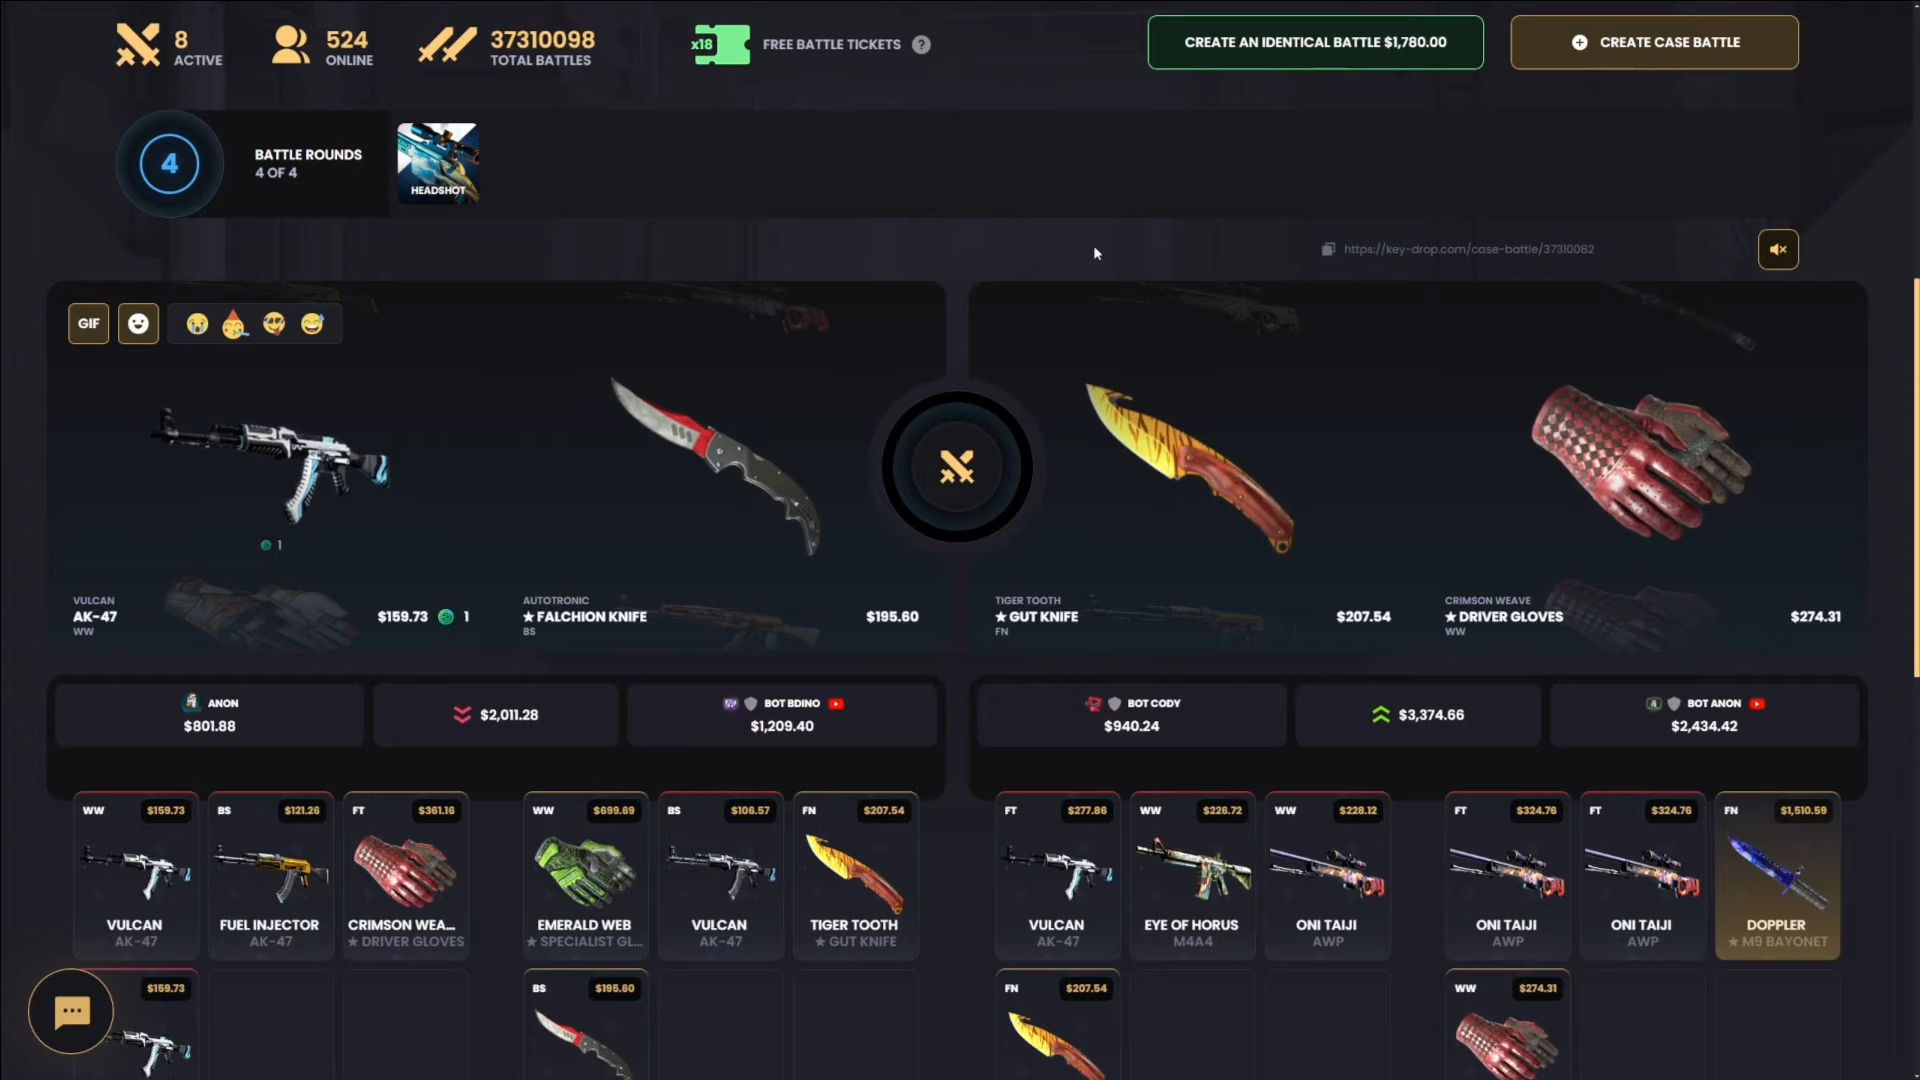 8
ACTIVE
524
ONLINE
37310098
TOTAL BATTLES
x18
FREE BATTLE TICKETS ?
CREATE AN IDENTICAL BATTLE $1,780.00
CREATE CASE BATTLE
4
BATTLE ROUNDS
4 OF 4
HEADSHOT
https://key-drop.com/case-battle/37310082
GIF
1
VULCAN
AK-47
WW
$159.73 1
AUTOTRONIC
★ FALCHION KNIFE
BS
$195.60
TIGER TOOTH
★ GUT KNIFE
FN
$207.54
CRIMSON WEAVE
★ DRIVER GLOVES
WW
$274.31
ANON
$801.88
$2,011.28
BOT BDINO
$1,209.40
BOT CODY
$940.24
$3,374.66
BOT ANON
$2,434.42
WW $159.73
VULCAN
AK-47
BS $121.26
FUEL INJECTOR
AK-47
FT $361.16
CRIMSON WEA...
★ DRIVER GLOVES
WW $699.69
EMERALD WEB
★ SPECIALIST GL...
BS $106.57
VULCAN
AK-47
FN $207.54
TIGER TOOTH
★ GUT KNIFE
FT $277.86
VULCAN
AK-47
WW $226.72
EYE OF HORUS
M4A4
WW $228.12
ONI TAIJI
AWP
FT $324.76
ONI TAIJI
AWP
FT $324.76
ONI TAIJI
AWP
FN $1,510.59
DOPPLER
★ M9 BAYONET
$159.73
BS $195.60
FN $207.54
WW $274.31